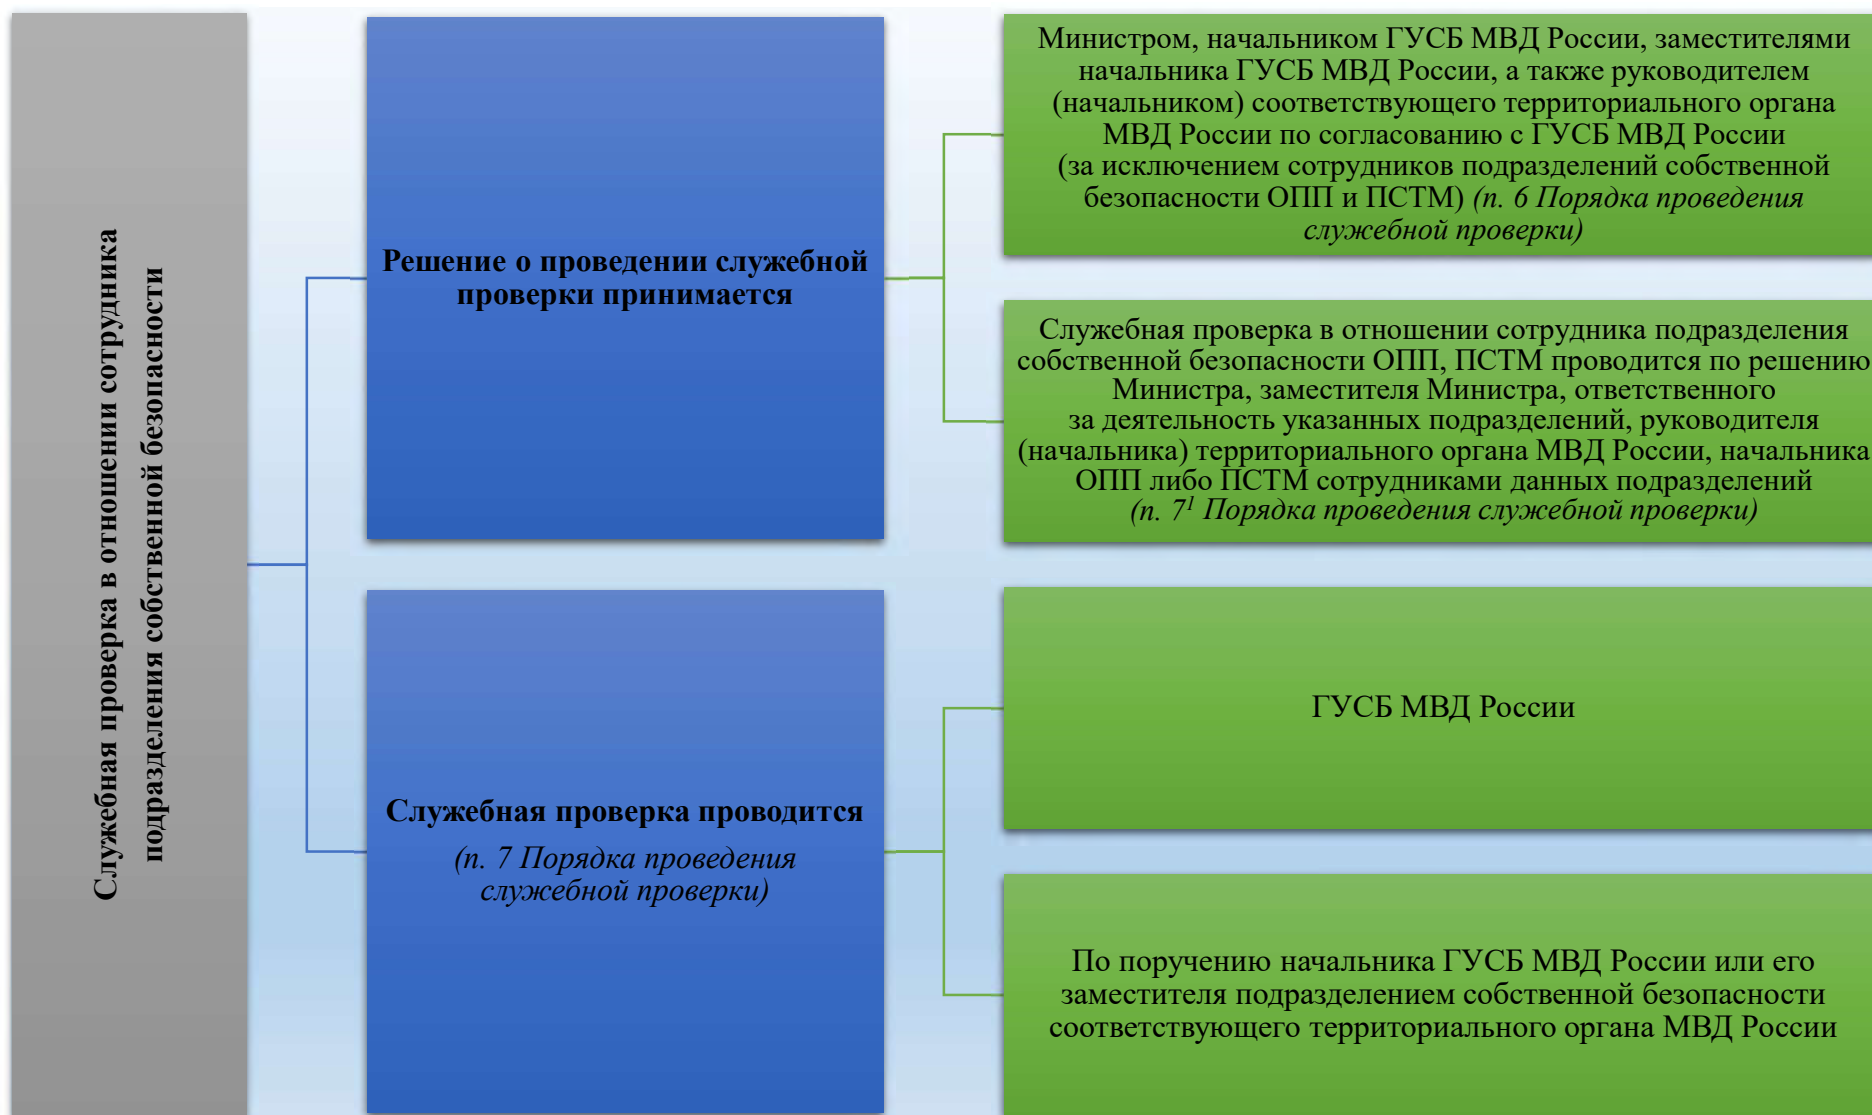 Служебная проверка в отношении сотрудника
подразделения собственной безопасности
Решение о проведении служебной
проверки принимается
Министром, начальником ГУСБ МВД России, заместителями
начальника ГУСБ МВД России, а также руководителем
(начальником) соответствующего территориального органа
МВД России по согласованию с ГУСБ МВД России
(за исключением сотрудников подразделений собственной
безопасности ОПП и ПСТМ) (п. 6 Порядка проведения
служебной проверки)
Служебная проверка в отношении сотрудника подразделения
собственной безопасности ОПП, ПСТМ проводится по решению
Министра, заместителя Министра, ответственного
за деятельность указанных подразделений, руководителя
(начальника) территориального органа МВД России, начальника
ОПП либо ПСТМ сотрудниками данных подразделений
(п. 7¹ Порядка проведения служебной проверки)
Служебная проверка проводится
(п. 7 Порядка проведения
служебной проверки)
ГУСБ МВД России
По поручению начальника ГУСБ МВД России или его
заместителя подразделением собственной безопасности
соответствующего территориального органа МВД России